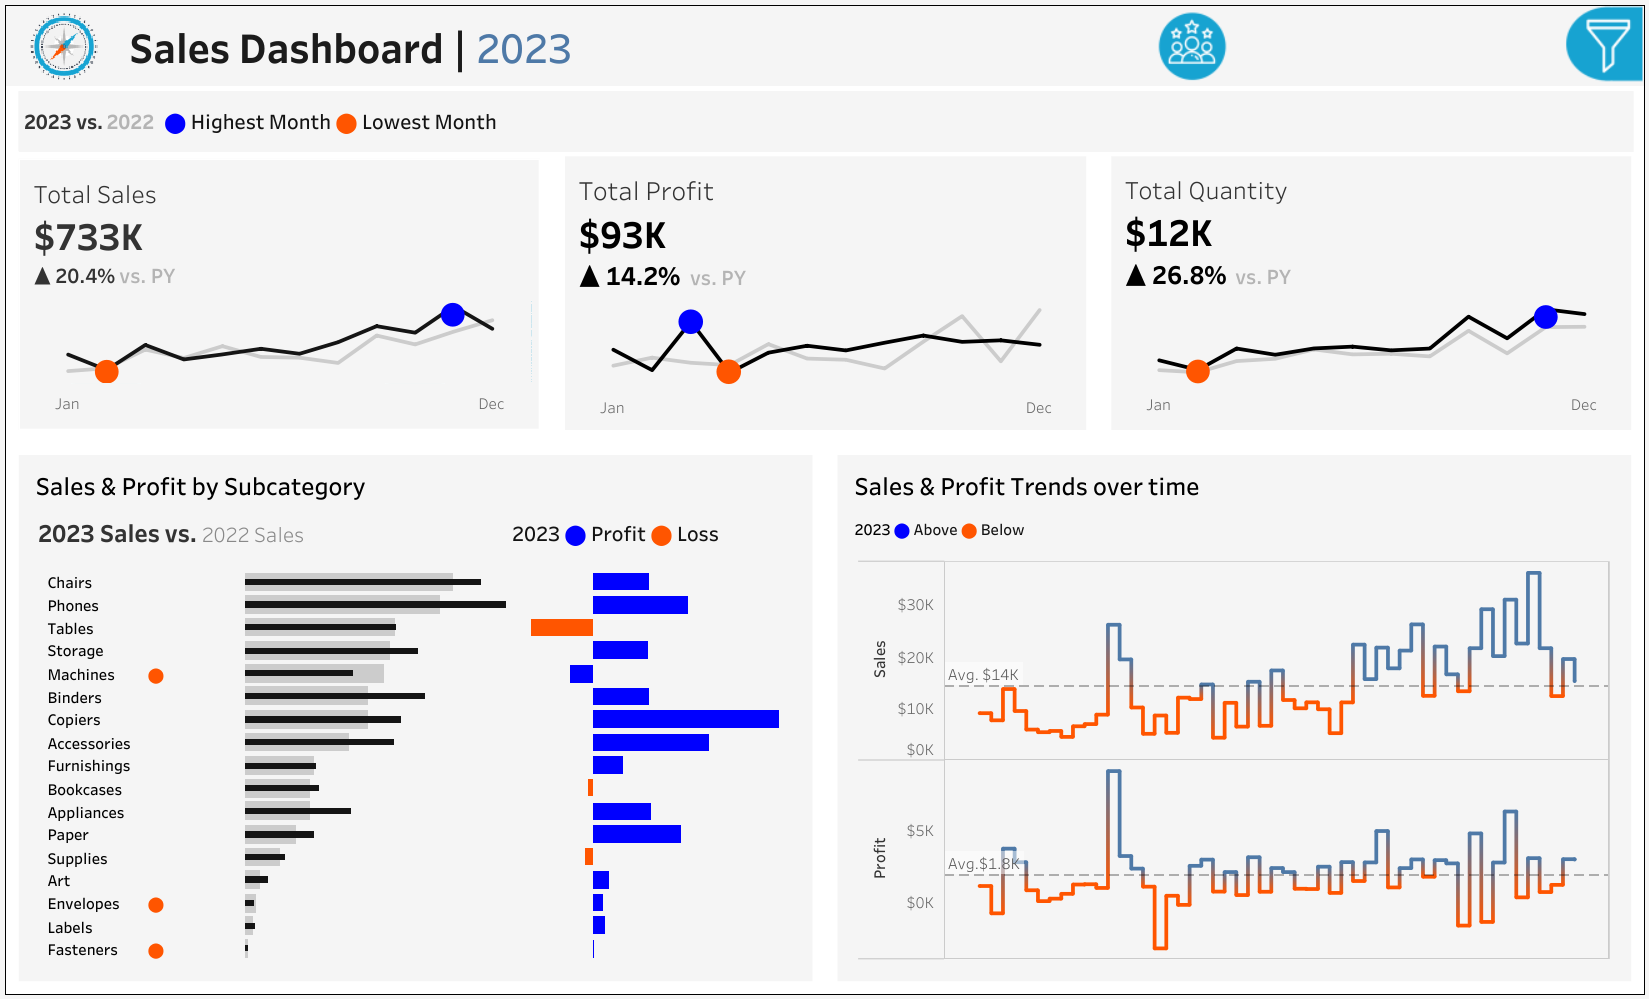 Sales Dashboard | 2023
2023 vs. 2022 Highest Month Lowest Month
Total Sales
$733K
▲ 20.4% vs. PY
Jan Dec
Total Profit
$93K
▲ 14.2% vs. PY
Jan Dec
Total Quantity
$12K
▲ 26.8% vs. PY
Jan Dec
Sales & Profit by Subcategory
2023 Sales vs. 2022 Sales
2023 Profit Loss
Chairs
Phones
Tables
Storage
Machines
Binders
Copiers
Accessories
Furnishings
Bookcases
Appliances
Paper
Supplies
Art
Envelopes
Labels
Fasteners
Sales & Profit Trends over time
2023 Above Below
Sales
$30K
$20K
Avg. $14K
$10K
$0K
Profit
$5K
Avg.$1.8K
$0K